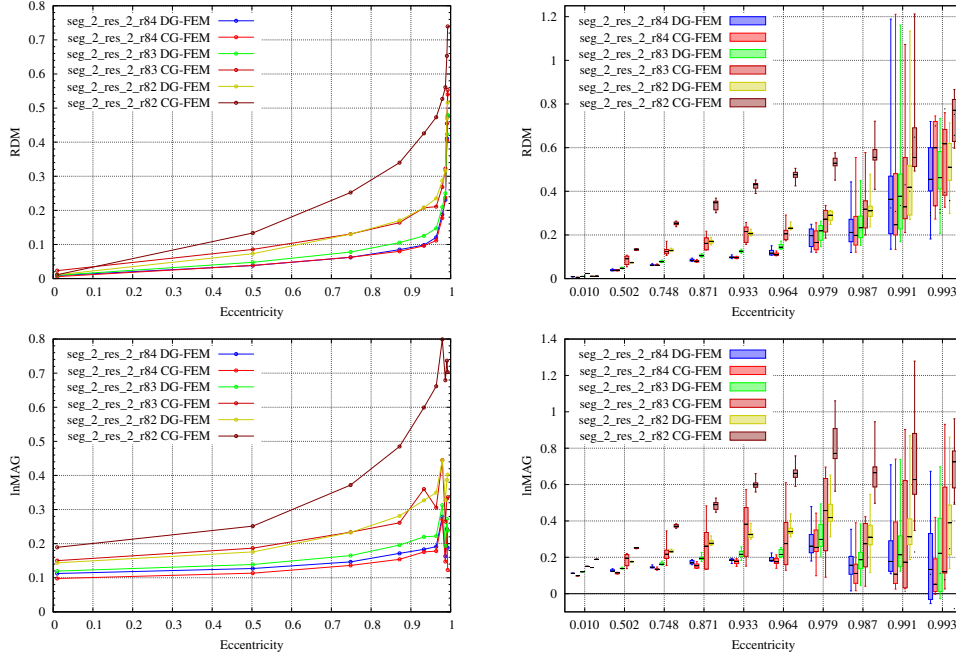 0.8
0.7
0.6
0.5
0.4
0.3
0.2
0.1
0
RDM
seg_2_res_2_r84 DG-FEM
seg_2_res_2_r84 CG-FEM
seg_2_res_2_r83 DG-FEM
seg_2_res_2_r83 CG-FEM
seg_2_res_2_r82 DG-FEM
seg_2_res_2_r82 CG-FEM
0 0.1 0.2 0.3 0.4 0.5 0.6 0.7 0.8 0.9 1
Eccentricity
1.2
1
0.8
0.6
0.4
0.2
0
RDM
seg_2_res_2_r84 DG-FEM
seg_2_res_2_r84 CG-FEM
seg_2_res_2_r83 DG-FEM
seg_2_res_2_r83 CG-FEM
seg_2_res_2_r82 DG-FEM
seg_2_res_2_r82 CG-FEM
0.010 0.502 0.748 0.871 0.933 0.964 0.979 0.987 0.991 0.993
Eccentricity
0.8
0.7
0.6
0.5
0.4
0.3
0.2
0.1
0
lnMAG
seg_2_res_2_r84 DG-FEM
seg_2_res_2_r84 CG-FEM
seg_2_res_2_r83 DG-FEM
seg_2_res_2_r83 CG-FEM
seg_2_res_2_r82 DG-FEM
seg_2_res_2_r82 CG-FEM
0 0.1 0.2 0.3 0.4 0.5 0.6 0.7 0.8 0.9 1
Eccentricity
1.4
1.2
1
0.8
0.6
0.4
0.2
0
lnMAG
seg_2_res_2_r84 DG-FEM
seg_2_res_2_r84 CG-FEM
seg_2_res_2_r83 DG-FEM
seg_2_res_2_r83 CG-FEM
seg_2_res_2_r82 DG-FEM
seg_2_res_2_r82 CG-FEM
0.010 0.502 0.748 0.871 0.933 0.964 0.979 0.987 0.991 0.993
Eccentricity